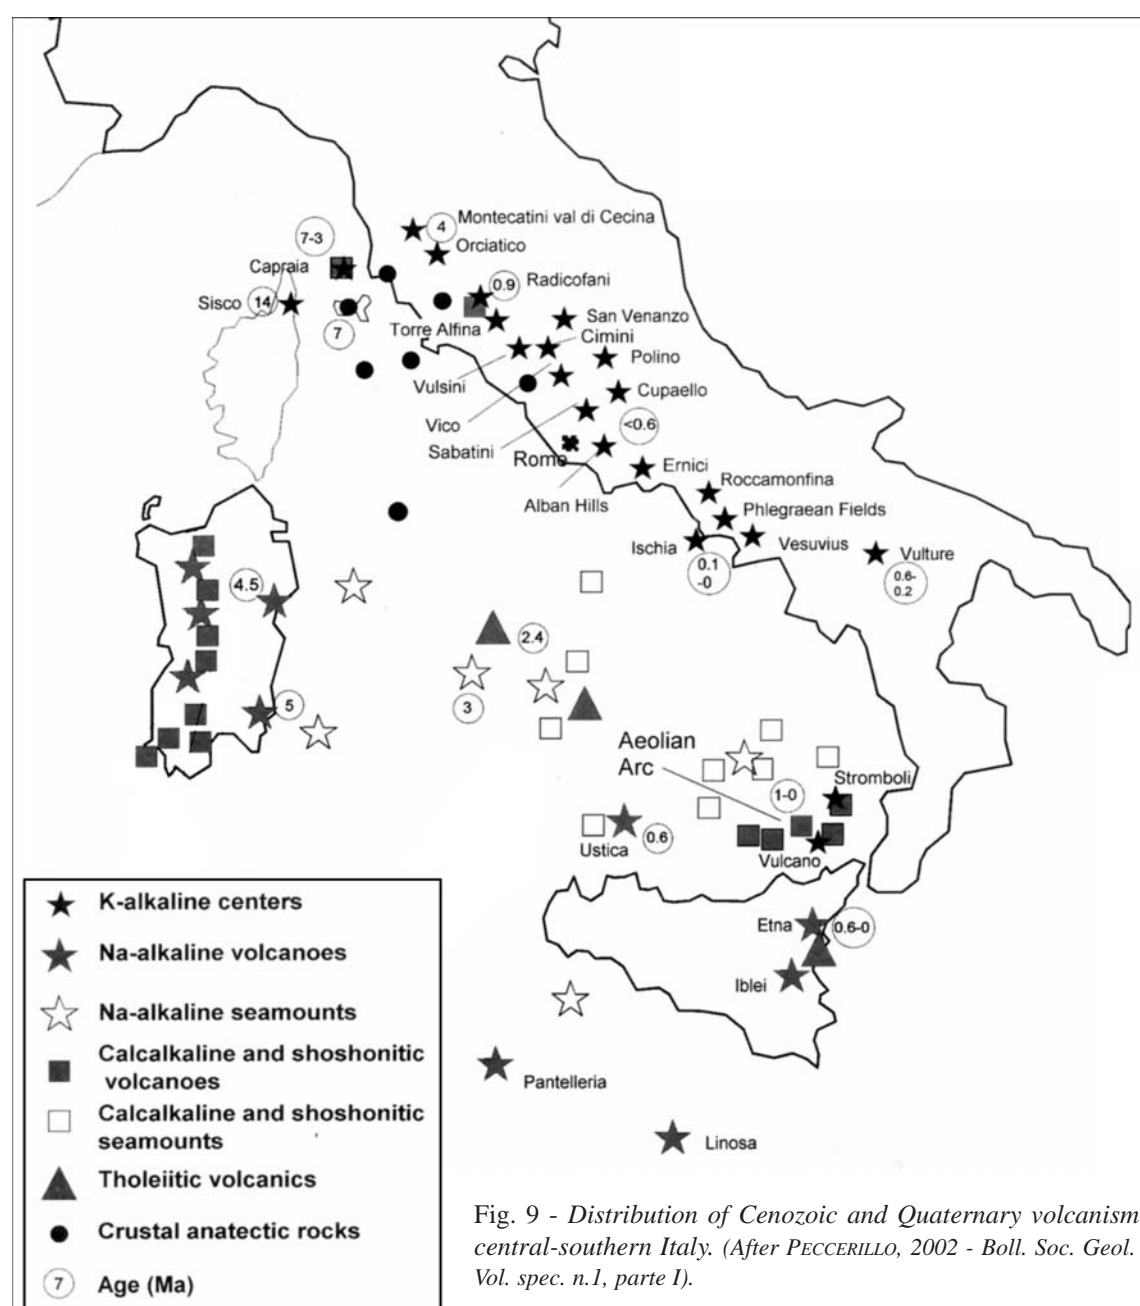 Montecatini val di Cecina
4
7-3
Orciatico
Capraia
0.9
Radicofani
Sisco
14
7
Torre Alfina
San Venanzo
Cimini
Polino
Vulsini
Cupaello
Vico
<0.6
Sabatini
Rome
Ernici
Alban Hills
Roccamonfina
Phlegraean Fields
Ischia
Vesuvius
Vulture
0.1
-0
0.6-
0.2
4.5
2.4
3
5
Aeolian
Arc
Stromboli
1-0
0.6
Ustica
Vulcano
Etna
0.6-0
Iblei
Pantelleria
Linosa
K-alkaline centers
Na-alkaline volcanoes
Na-alkaline seamounts
Calcalkaline and shoshonitic
volcanoes
Calcalkaline and shoshonitic
seamounts
Tholeiitic volcanics
Crustal anatectic rocks
7 Age (Ma)
Fig. 9 - Distribution of Cenozoic and Quaternary volcanism
central-southern Italy. (After PECCERILLO, 2002 - Boll. Soc. Geol.
Vol. spec. n.1, parte I).